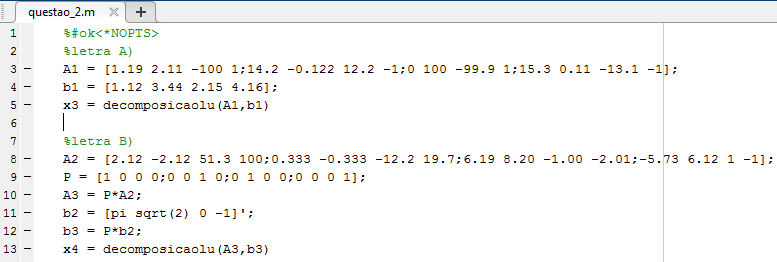 questao_2.m × +
1 %#ok<*NOPTS>
2 %letra A)
3 – A1 = [1.19 2.11 -100 1;14.2 -0.122 12.2 -1;0 100 -99.9 1;15.3 0.11 -13.1 -1];
4 – b1 = [1.12 3.44 2.15 4.16];
5 – x3 = decomposicaolu(A1,b1)
6
7 %letra B)
8 – A2 = [2.12 -2.12 51.3 100;0.333 -0.333 -12.2 19.7;6.19 8.20 -1.00 -2.01;-5.73 6.12 1 -1];
9 – P = [1 0 0 0;0 0 1 0;0 1 0 0;0 0 0 1];
10 – A3 = P*A2;
11 – b2 = [pi sqrt(2) 0 -1]';
12 – b3 = P*b2;
13 – x4 = decomposicaolu(A3,b3)